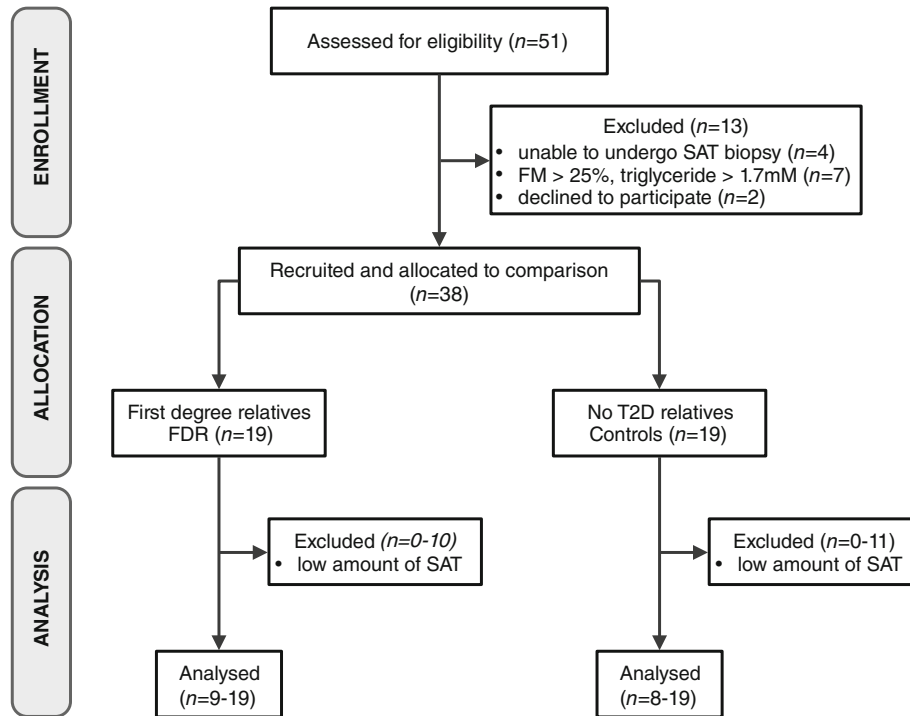 ENROLLMENT
Assessed for eligibility (n=51)
Excluded (n=13)
• unable to undergo SAT biopsy (n=4)
• FM > 25%, triglyceride > 1.7mM (n=7)
• declined to participate (n=2)
ALLOCATION
Recruited and allocated to comparison
(n=38)
First degree relatives
FDR (n=19)
No T2D relatives
Controls (n=19)
ANALYSIS
Excluded (n=0-10)
• low amount of SAT
Excluded (n=0-11)
• low amount of SAT
Analysed
(n=9-19)
Analysed
(n=8-19)